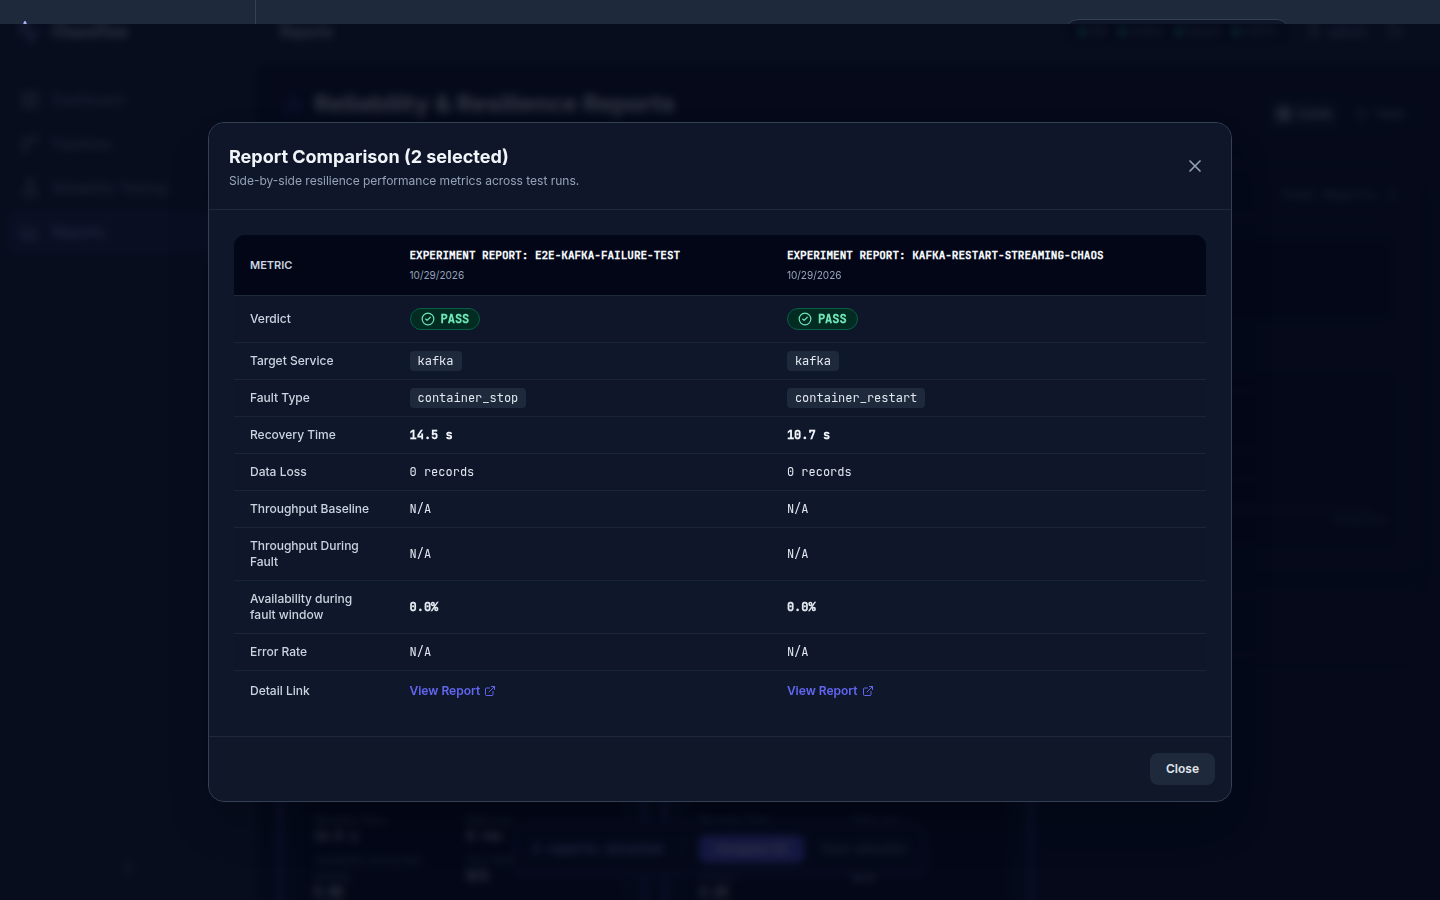 Reliability & Resilience Reports
Report Comparison (2 selected)
Side-by-side resilience performance metrics across test runs.
METRIC
EXPERIMENT REPORT: E2E-KAFKA-FAILURE-TEST
10/29/2026
EXPERIMENT REPORT: KAFKA-RESTART-STREAMING-CHAOS
10/29/2026
Verdict
PASS
PASS
Target Service
kafka
kafka
Fault Type
container_stop
container_restart
Recovery Time
14.5 s
10.7 s
Data Loss
0 records
0 records
Throughput Baseline
N/A
N/A
Throughput During
Fault
N/A
N/A
Availability during
fault window
0.0%
0.0%
Error Rate
N/A
N/A
Detail Link
View Report
View Report
Close